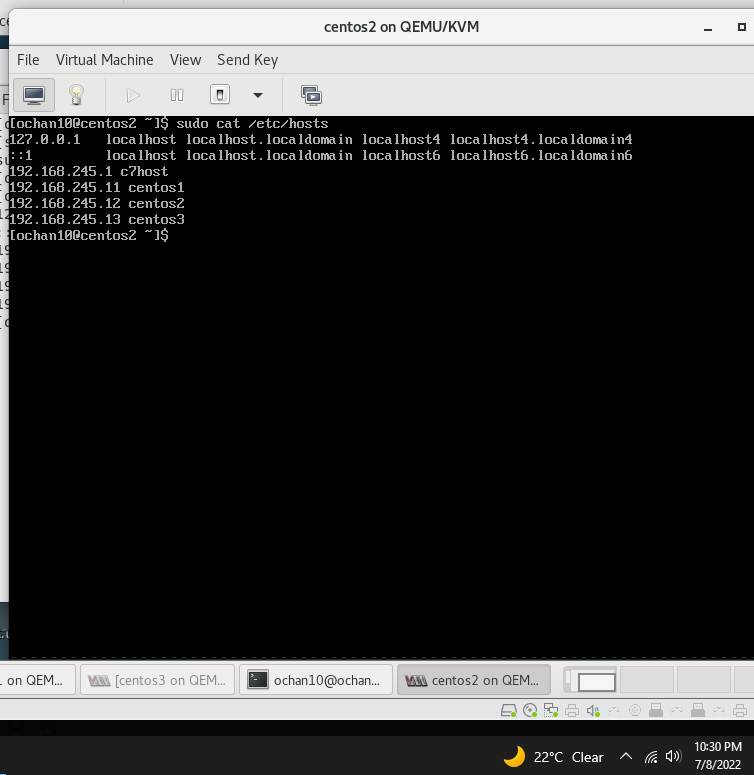 centos2 on QEMU/KVM
File Virtual Machine View Send Key
[ochan10@centos2 ~]$ sudo cat /etc/hosts
127.0.0.1   localhost localhost.localdomain localhost4 localhost4.localdomain4
::1         localhost localhost.localdomain localhost6 localhost6.localdomain6
192.168.245.1 c7host
192.168.245.11 centos1
192.168.245.12 centos2
192.168.245.13 centos3
[ochan10@centos2 ~]$
on QEM... [centos3 on QEM... ochan10@ochan... centos2 on QEM...
22°C Clear 10:30 PM
7/8/2022